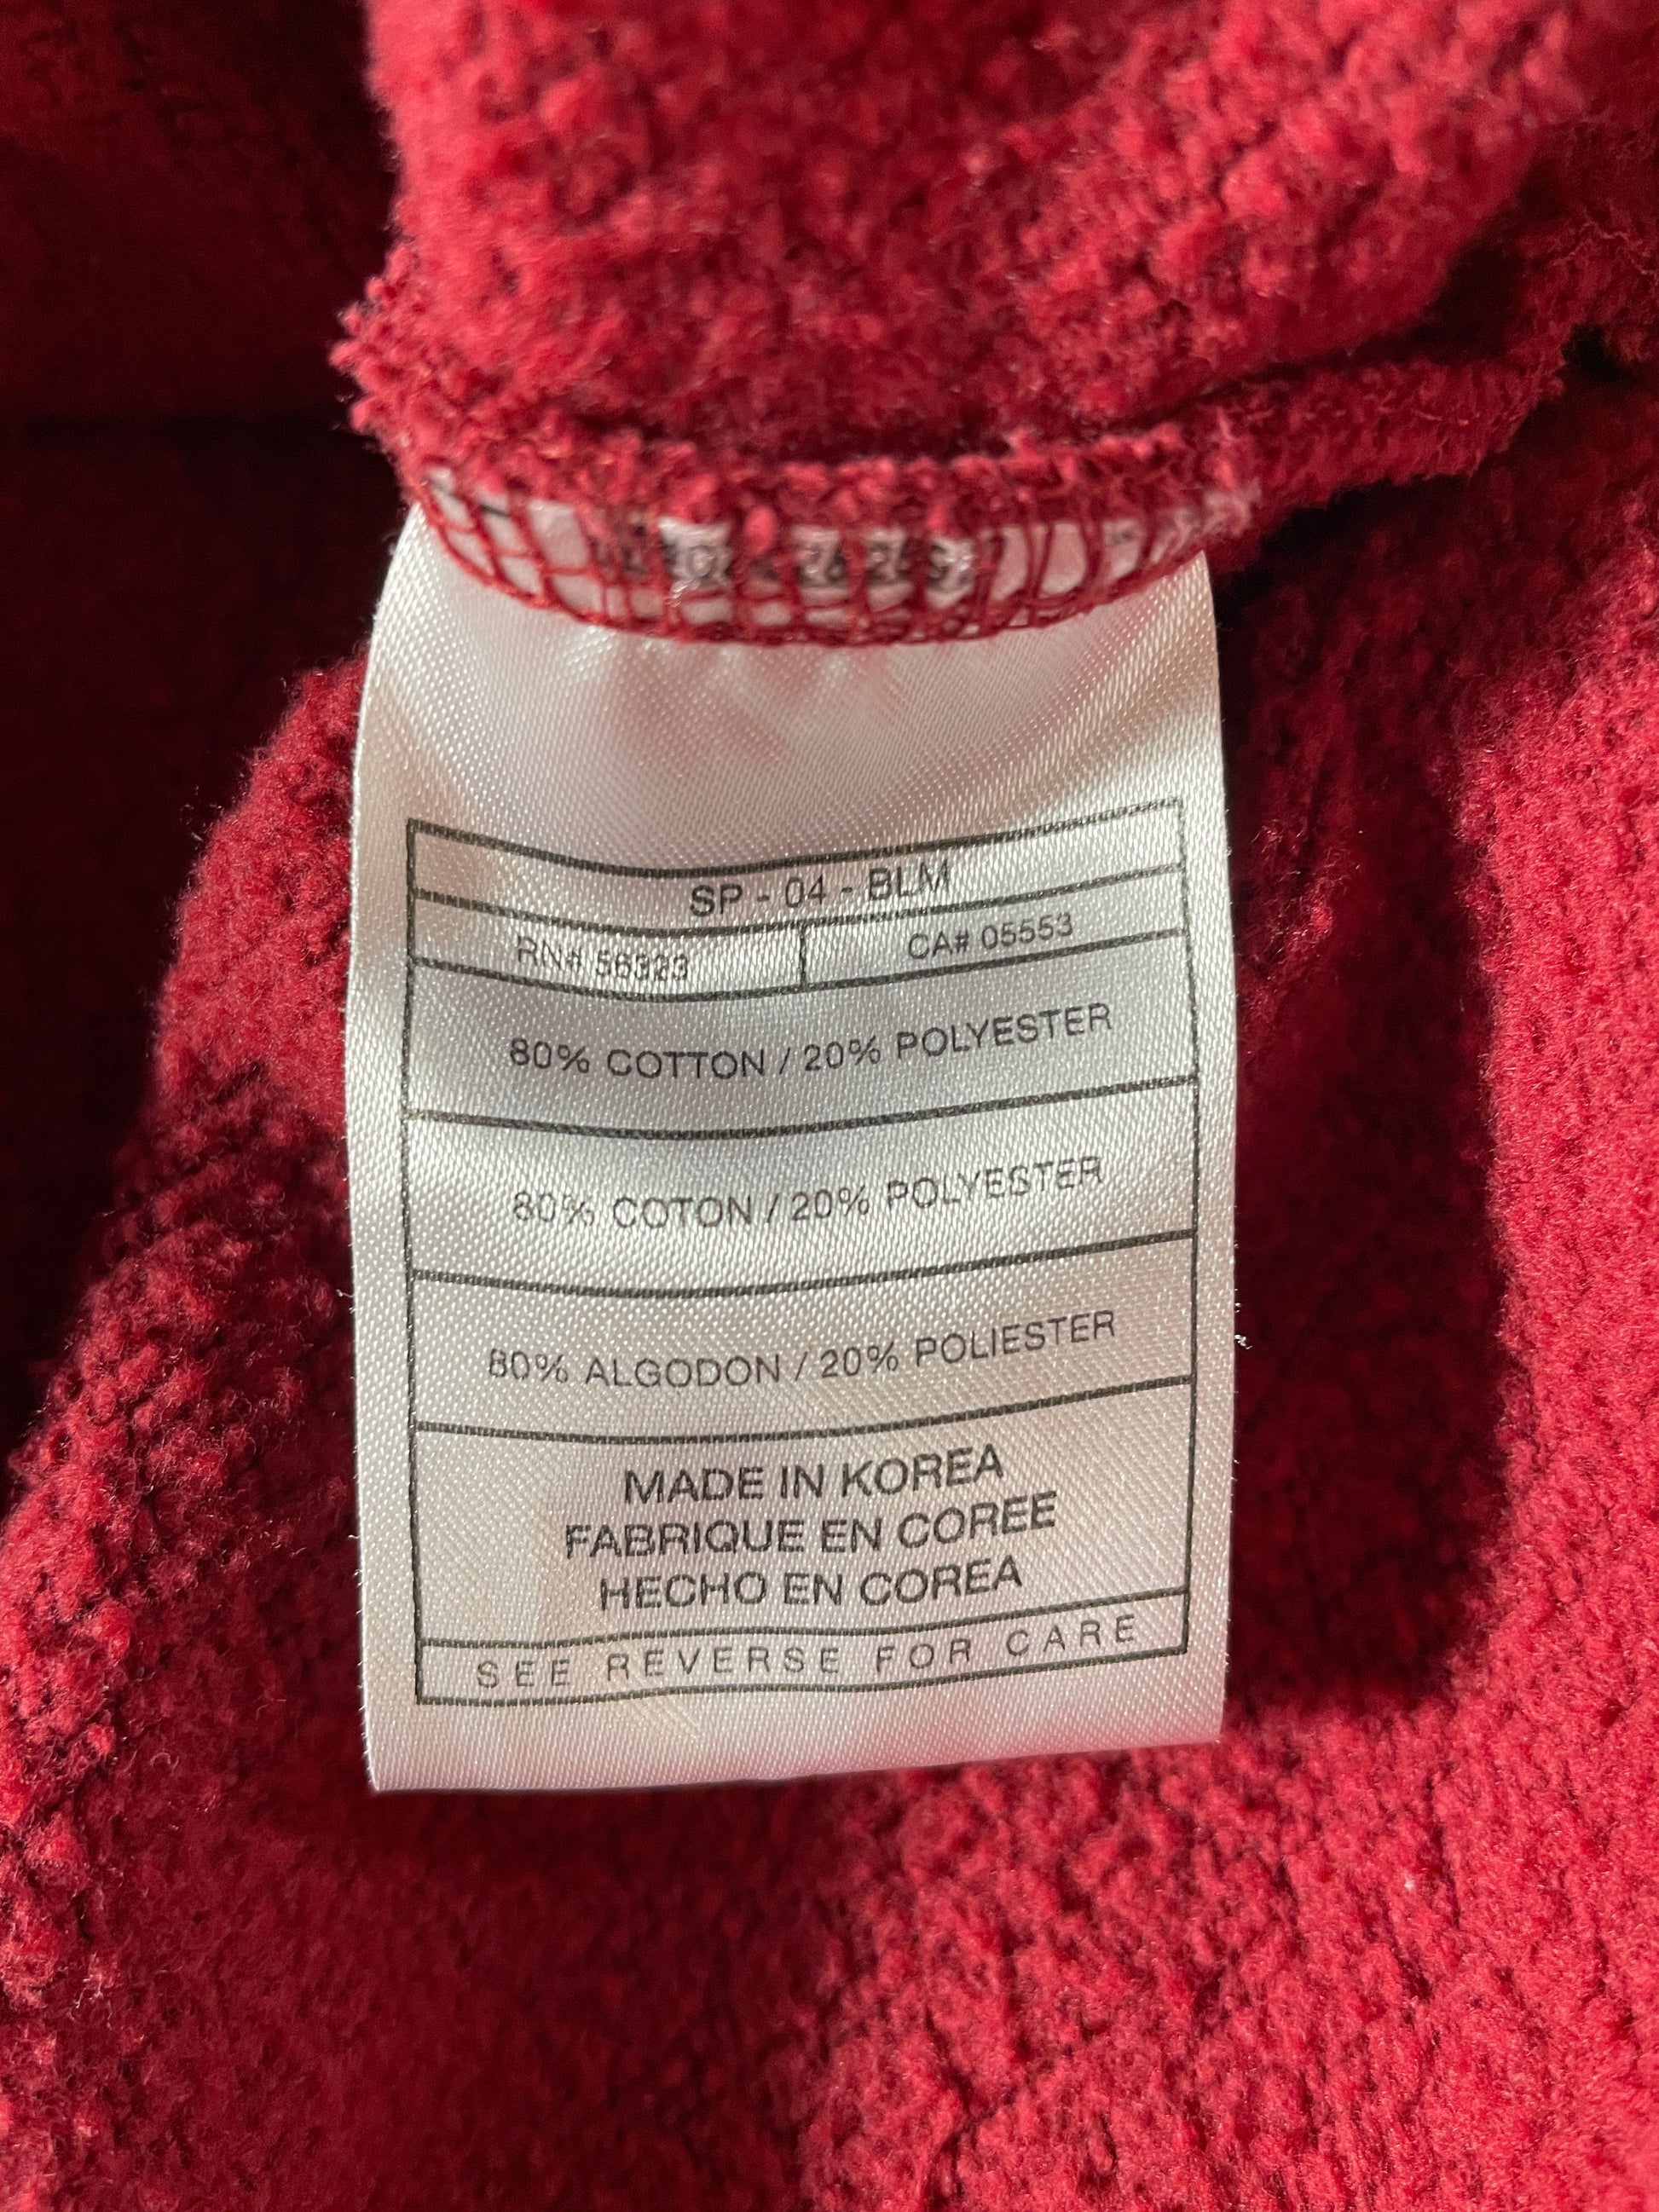 SP - 04 - BLM
RN# 56323
CA# 05553
80% COTTON / 20% POLYESTER
80% COTON / 20% POLYESTER
80% ALGODON / 20% POLIESTER
MADE IN KOREA
FABRIQUE EN COREE
HECHO EN COREA
SEE REVERSE FOR CARE